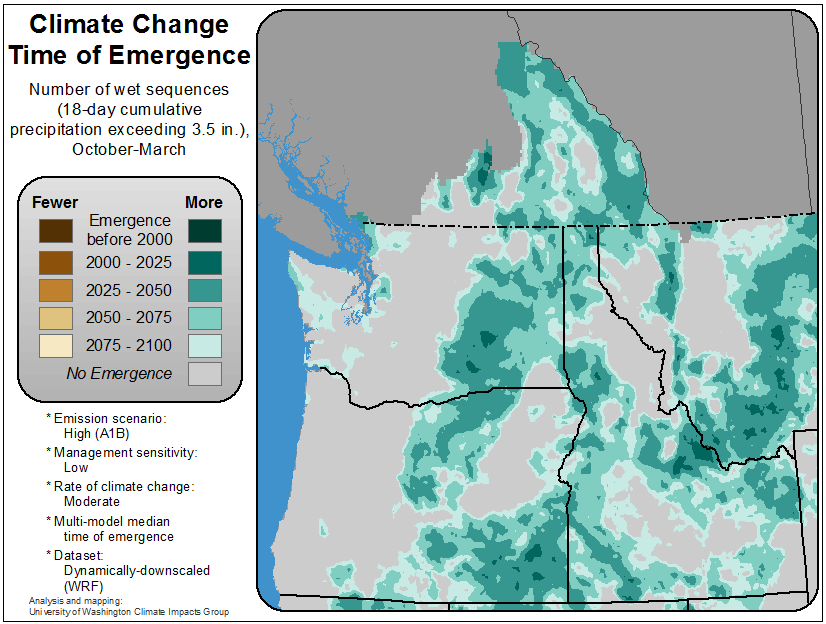 Climate Change
Time of Emergence
Number of wet sequences
(18-day cumulative
precipitation exceeding 3.5 in.),
October-March
Fewer More
Emergence
before 2000
2000 - 2025
2025 - 2050
2050 - 2075
2075 - 2100
No Emergence
* Emission scenario:
High (A1B)
* Management sensitivity:
Low
* Rate of climate change:
Moderate
* Multi-model median
time of emergence
* Dataset:
Dynamically-downscaled
(WRF)
Analysis and mapping:
University of Washington Climate Impacts Group